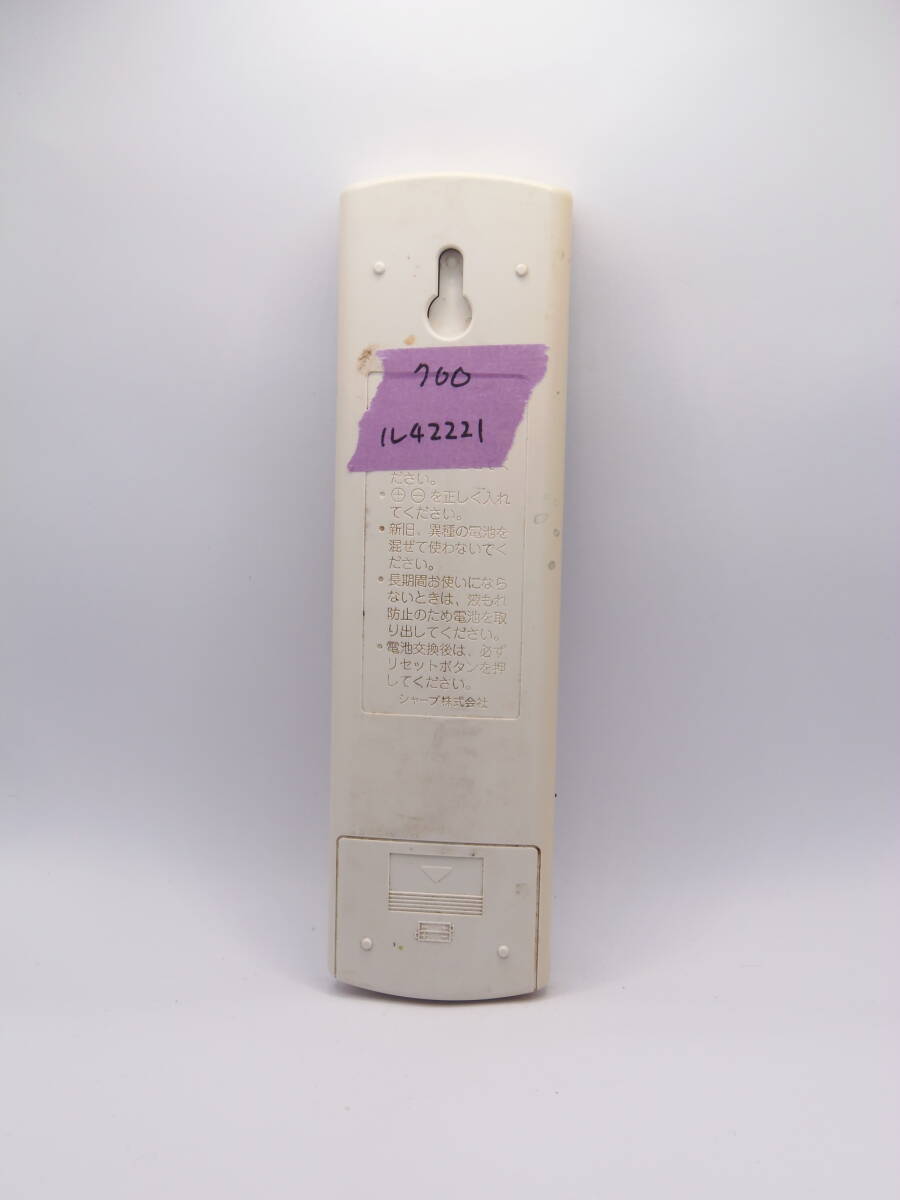 700
1L42221
ださい。
• ⊕ ⊖ を正しく入れ
てください。
• 新旧、異種の電池を
混ぜて使わないでく
ださい。
• 長期間お使いになら
ないときは、液もれ
防止のため電池を取
り出してください。
• 電池交換後は、必ず
リセットボタンを押
してください。
シャープ株式会社